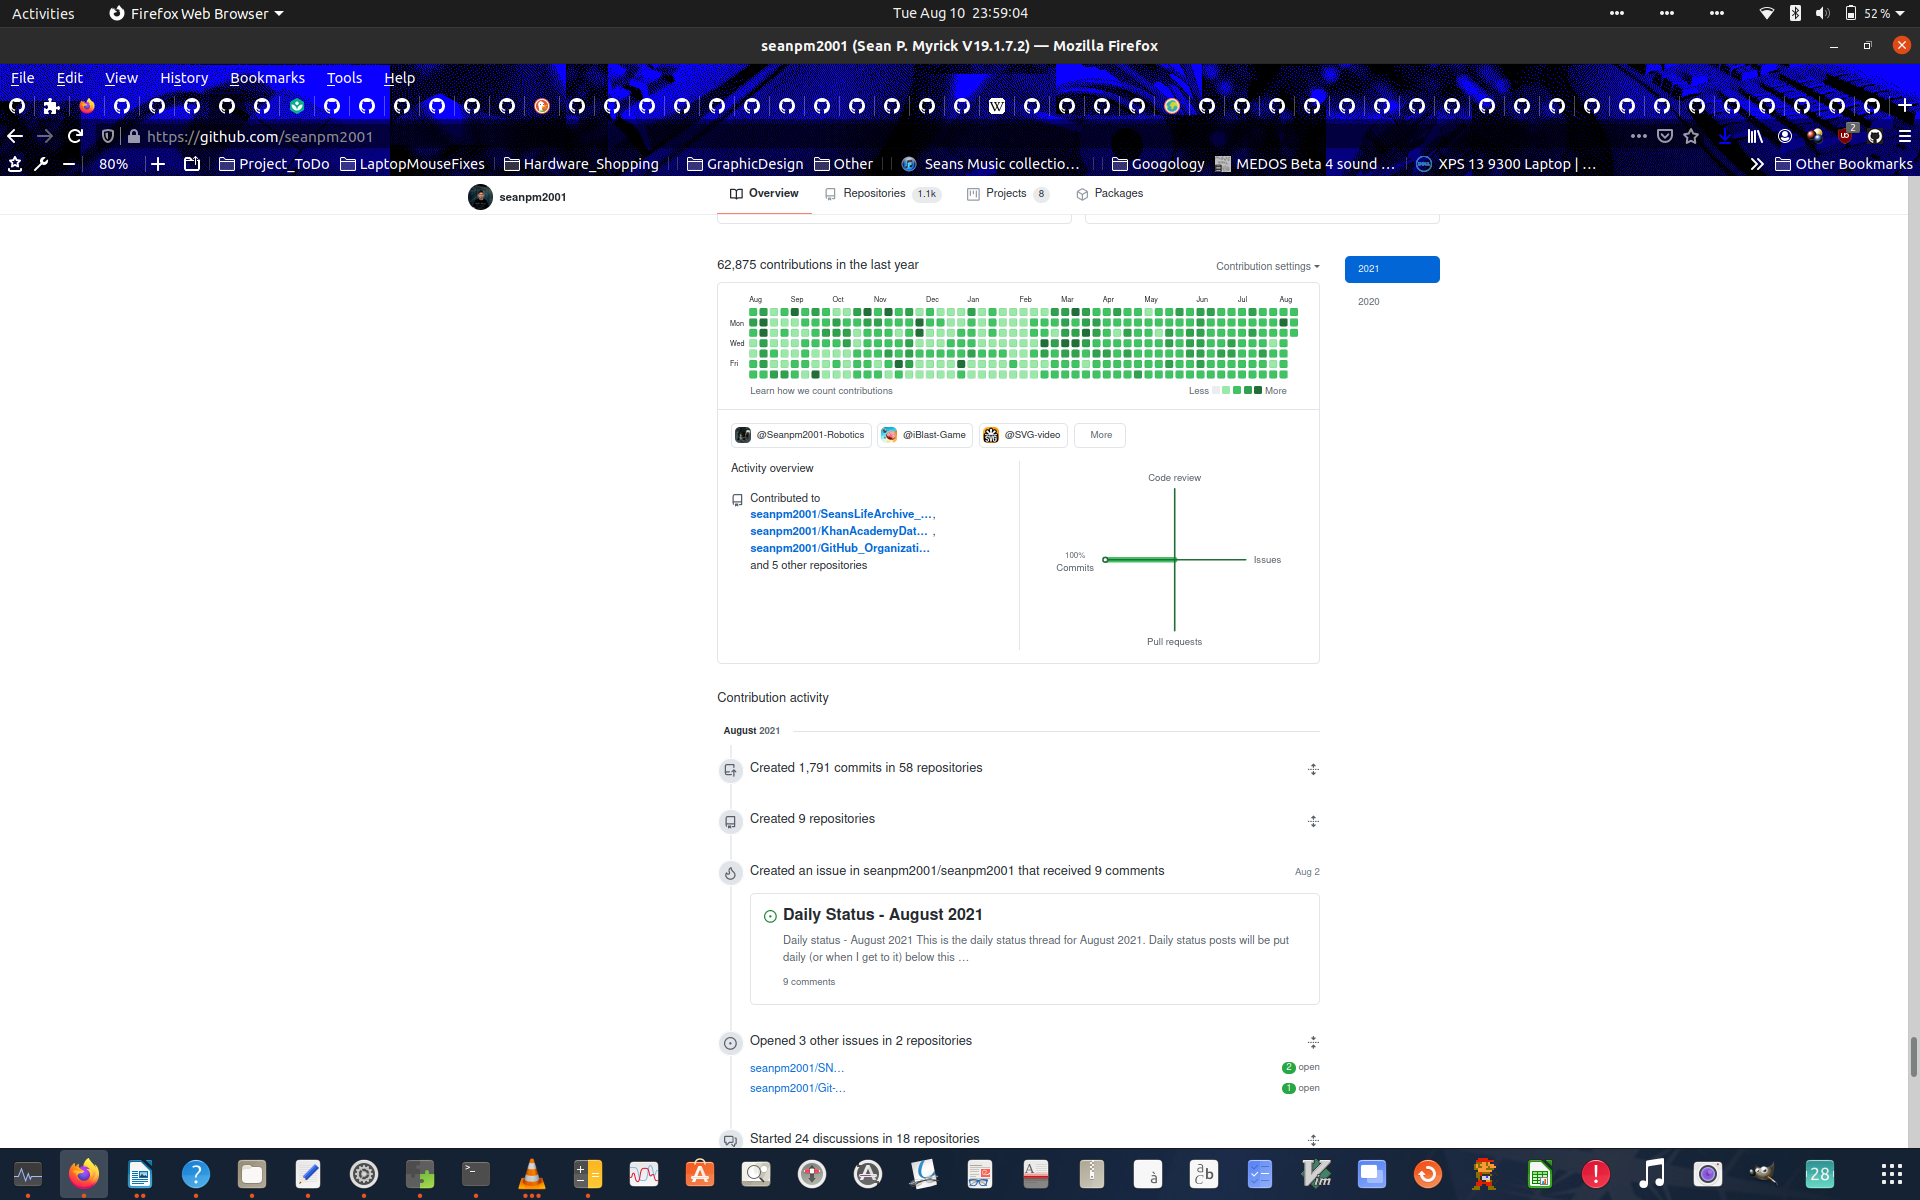 Activities
Firefox Web Browser
Tue Aug 10 23:59:04
52 %
seanpm2001 (Sean P. Myrick V19.1.7.2) — Mozilla Firefox
File Edit View History Bookmarks Tools Help
https://github.com/seanpm2001
2
80%
Project_ToDo
LaptopMouseFixes
Hardware_Shopping
GraphicDesign
Other
Seans Music collectio…
Googology
MEDOS Beta 4 sound …
XPS 13 9300 Laptop | …
Other Bookmarks
seanpm2001
Overview
Repositories 1.1k
Projects 8
Packages
62,875 contributions in the last year
Contribution settings
2021
2020
Aug Sep Oct Nov Dec Jan Feb Mar Apr May Jun Jul Aug
Mon
Wed
Fri
Learn how we count contributions
Less More
@Seanpm2001-Robotics
@iBlast-Game
@SVG-video
More
Activity overview
Contributed to
seanpm2001/SeansLifeArchive_…,
seanpm2001/KhanAcademyDat… ,
seanpm2001/GitHub_Organizati…
and 5 other repositories
Code review
100%
Commits
Issues
Pull requests
Contribution activity
August 2021
Created 1,791 commits in 58 repositories
Created 9 repositories
Created an issue in seanpm2001/seanpm2001 that received 9 comments
Aug 2
Daily Status - August 2021
Daily status - August 2021 This is the daily status thread for August 2021. Daily status posts will be put
daily (or when I get to it) below this …
9 comments
Opened 3 other issues in 2 repositories
seanpm2001/SN…
2 open
seanpm2001/Git-…
1 open
Started 24 discussions in 18 repositories
28